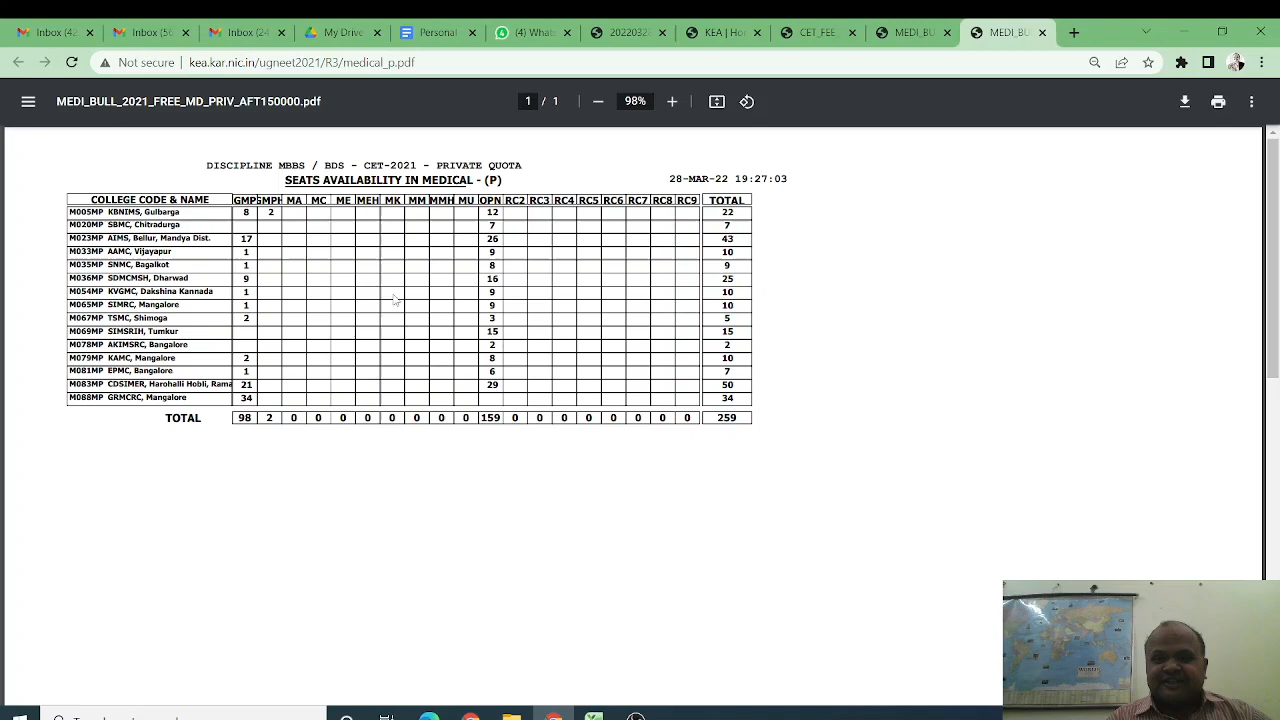 Inbox (42
Inbox (50
Inbox (24
My Drive
Personal
(4) Whats
20220328
KEA | Ho
CET_FEE
MEDI_BU
MEDI_BU
Not secure
kea.kar.nic.in/ugneet2021/R3/medical_p.pdf
MEDI_BULL_2021_FREE_MD_PRIV_AFT150000.pdf
1 / 1
98%
DISCIPLINE MBBS / BDS - CET-2021 - PRIVATE QUOTA
SEATS AVAILABILITY IN MEDICAL - (P)
28-MAR-22 19:27:03
COLLEGE CODE & NAME GMP GMPH MA MC ME MEH MK MM MMH MU OPN RC2 RC3 RC4 RC5 RC6 RC7 RC8 RC9 TOTAL
M005MP KBNIMS, Gulbarga 8 2 12 22
M020MP SBMC, Chitradurga 7 7
M023MP AIMS, Bellur, Mandya Dist. 17 26 43
M033MP AAMC, Vijayapur 1 9 10
M035MP SNMC, Bagalkot 1 8 9
M036MP SDMCMSH, Dharwad 9 16 25
M054MP KVGMC, Dakshina Kannada 1 9 10
M065MP SIMRC, Mangalore 1 9 10
M067MP TSMC, Shimoga 2 3 5
M069MP SIMSRIH, Tumkur 15 15
M078MP AKIMSRC, Bangalore 2 2
M079MP KAMC, Mangalore 2 8 10
M081MP EPMC, Bangalore 1 6 7
M083MP CDSIMER, Harohalli Hobli, Rama 21 29 50
M088MP GRMCRC, Mangalore 34 34
TOTAL 98 2 0 0 0 0 0 0 0 0 159 0 0 0 0 0 0 0 0 259
WORLD